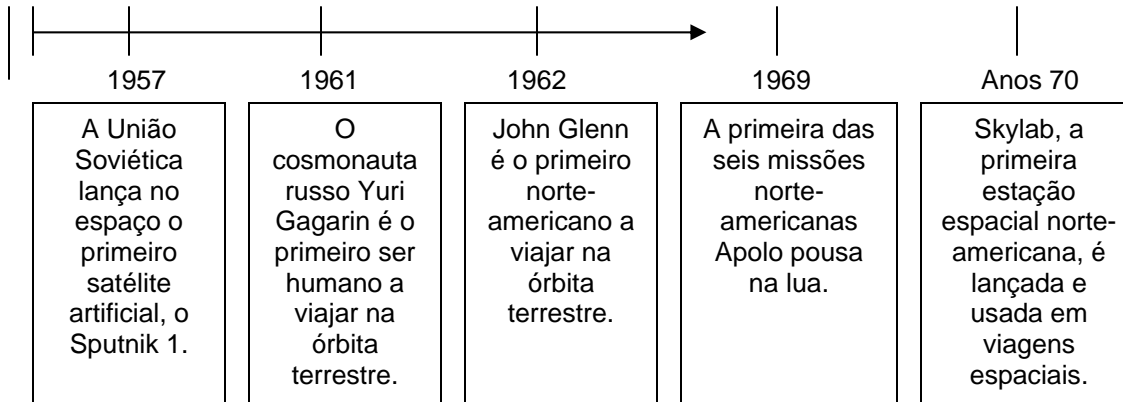 1957
A União
Soviética
lança no
espaço o
primeiro
satélite
artificial, o
Sputnik 1.
1961
O
cosmonauta
russo Yuri
Gagarin é o
primeiro ser
humano a
viajar na
órbita
terrestre.
1962
John Glenn
é o primeiro
norte-
americano a
viajar na
órbita
terrestre.
1969
A primeira das
seis missões
norte-
americanas
Apolo pousa
na lua.
Anos 70
Skylab, a
primeira
estação
espacial norte-
americana, é
lançada e
usada em
viagens
espaciais.